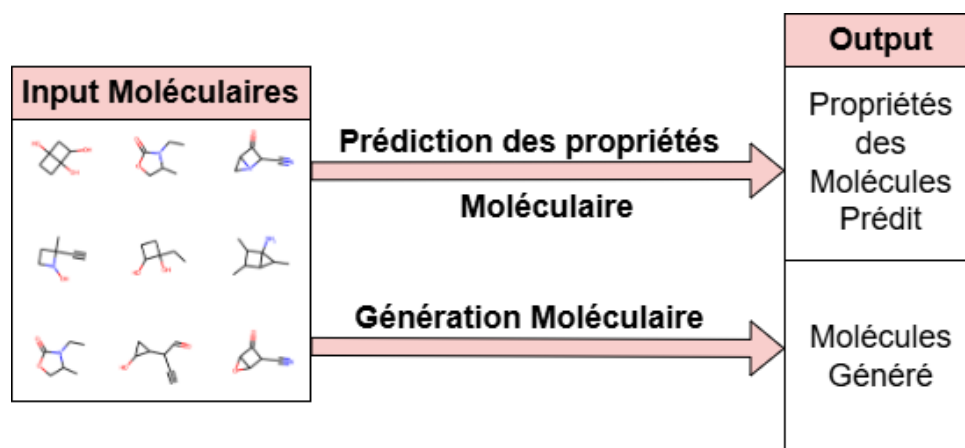 Input Moléculaires
Prédiction des propriétés
Moléculaire
Génération Moléculaire
Output
Propriétés
des
Molécules
Prédit
Molécules
Généré